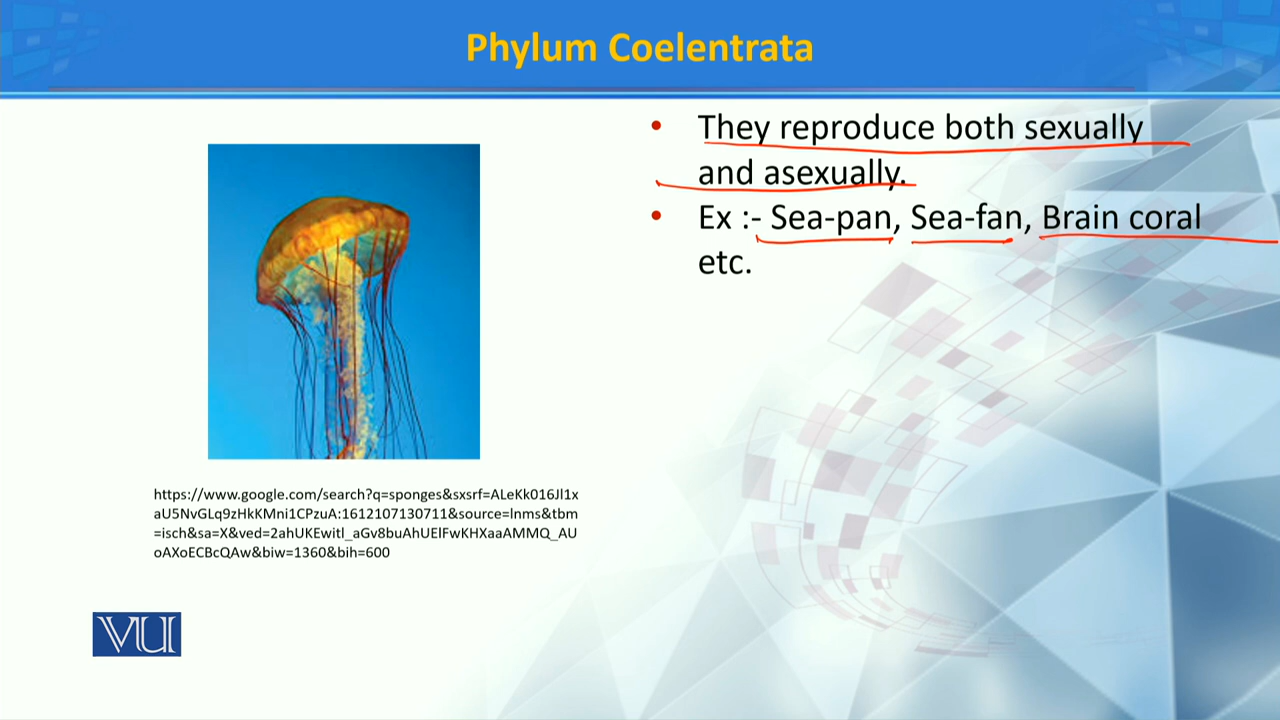 Phylum Coelentrata
They reproduce both sexually
and asexually.
Ex :- Sea-pan, Sea-fan, Brain coral
etc.
https://www.google.com/search?q=sponges&sxsrf=ALeKk016Jl1x
aU5NvGLq9zHkKMni1CPzuA:1612107130711&source=lnms&tbm
=isch&sa=X&ved=2ahUKEwitl_aGv8buAhUElFwKHXaaAMMQ_AU
oAXoECBcQAw&biw=1360&bih=600
VU